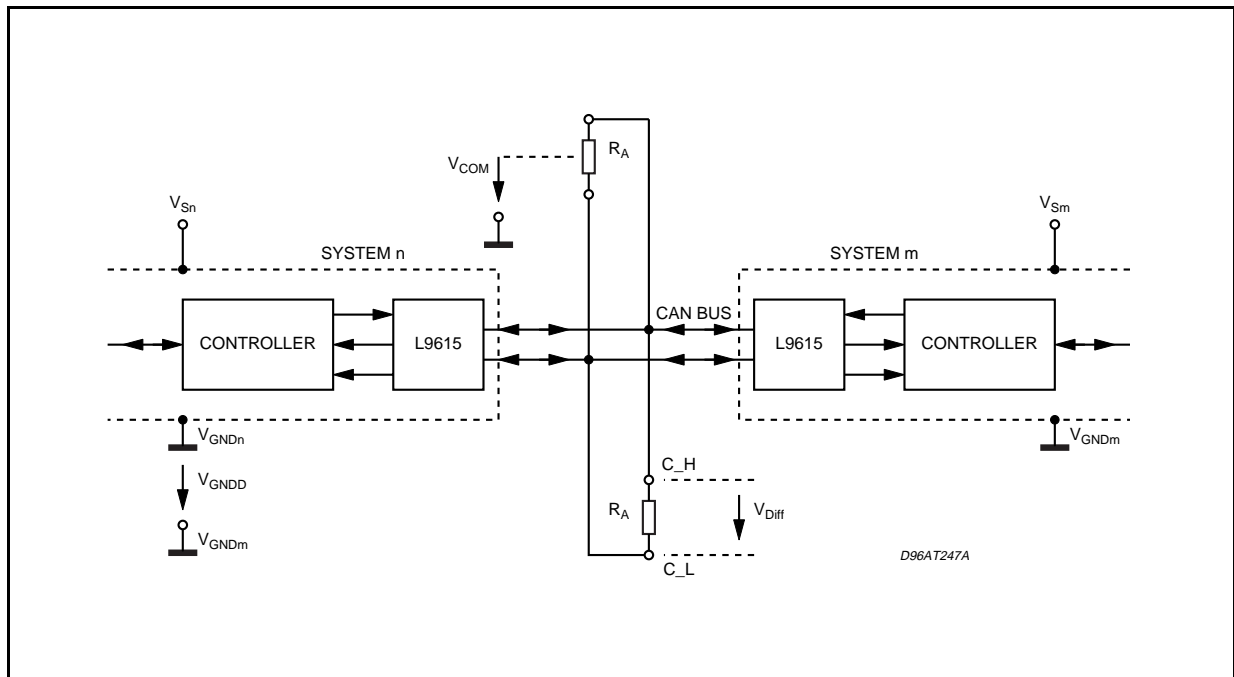 R_A
V_COM
V_Sn
V_Sm
SYSTEM n
SYSTEM m
CAN BUS
CONTROLLER
L9615
L9615
CONTROLLER
V_GNDn
V_GNDm
V_GNDD
C_H
R_A
V_Diff
V_GNDm
C_L
D96AT247A